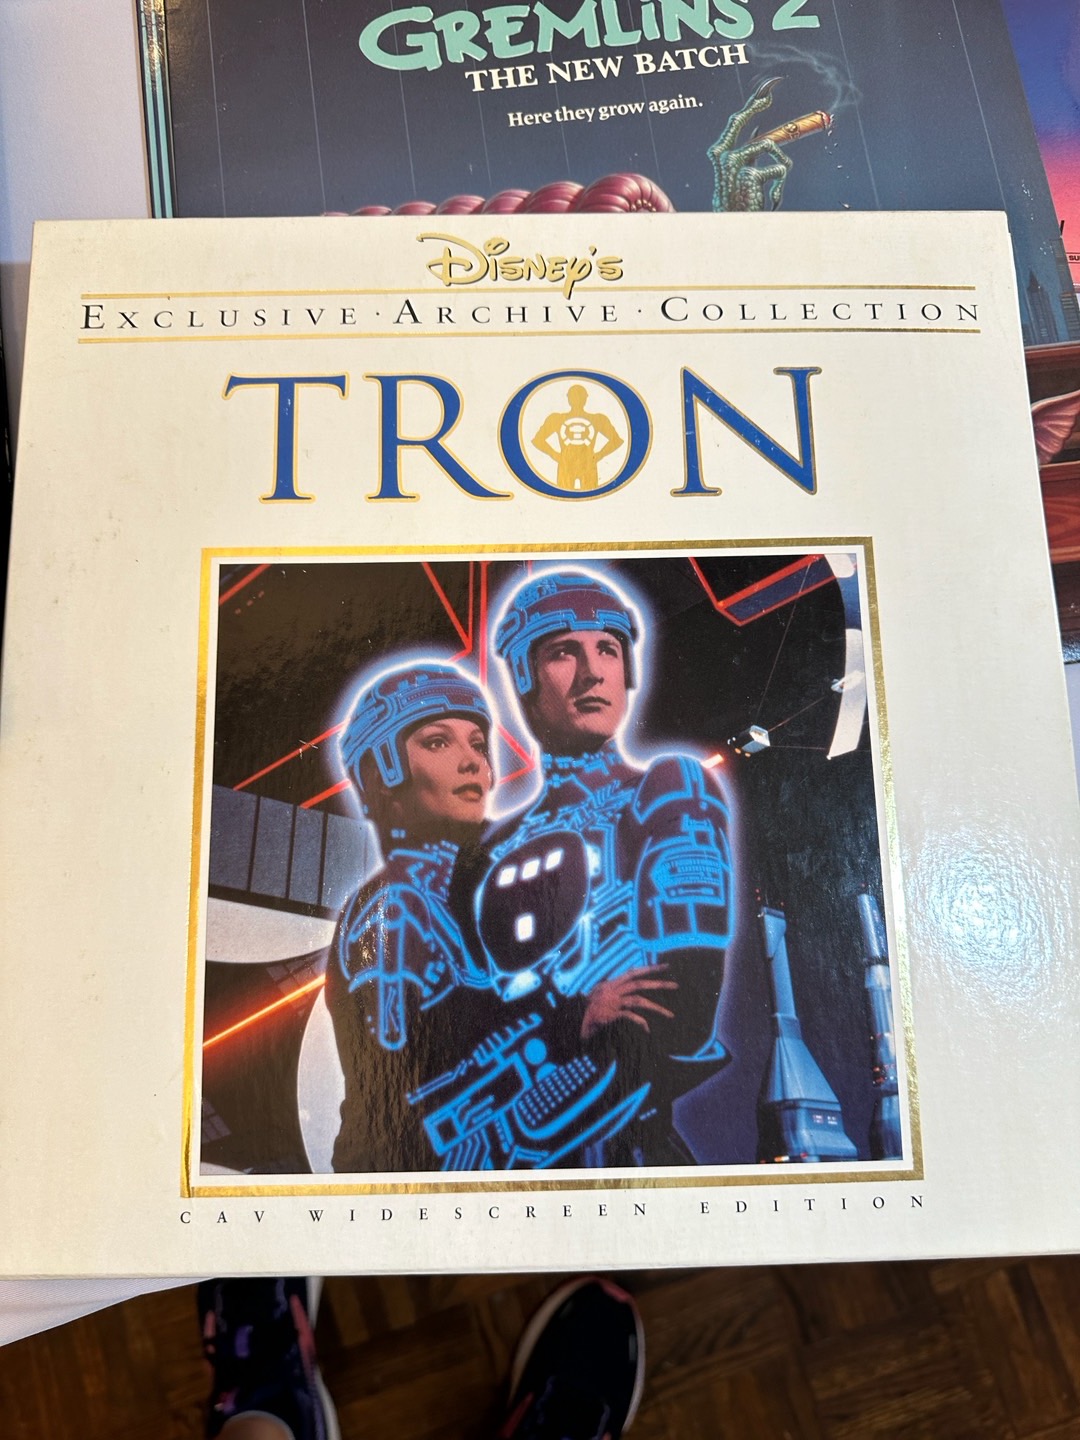 GREMLINS 2
THE NEW BATCH
Here they grow again.
Disney's
EXCLUSIVE · ARCHIVE · COLLECTION
TRON
CAV WIDESCREEN EDITION